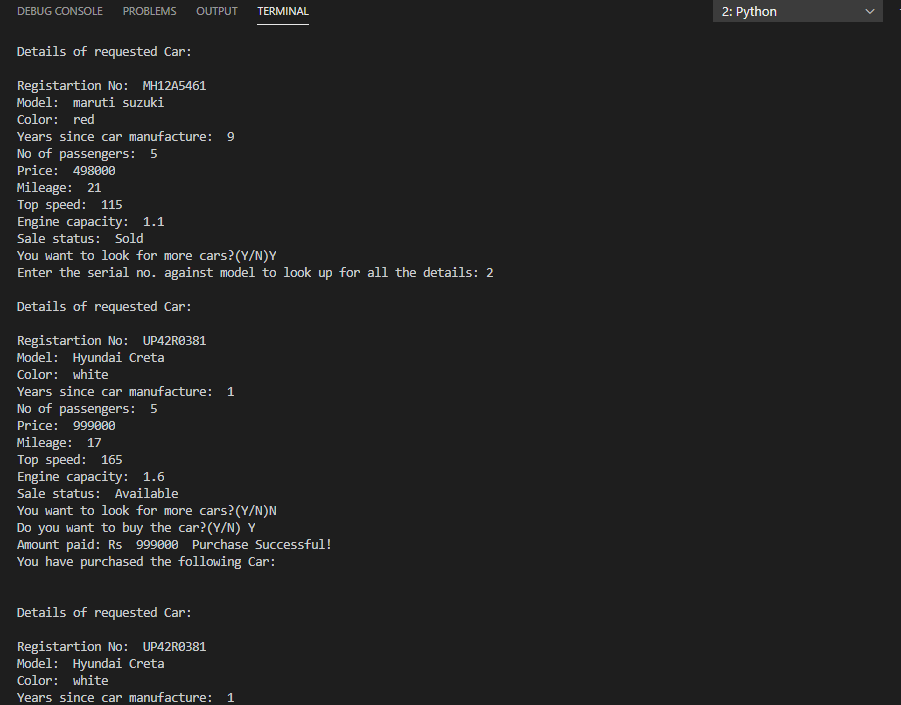 DEBUG CONSOLE PROBLEMS OUTPUT TERMINAL 2: Python
Details of requested Car:
Registartion No:  MH12A5461
Model:  maruti suzuki
Color:  red
Years since car manufacture:  9
No of passengers:  5
Price:  498000
Mileage:  21
Top speed:  115
Engine capacity:  1.1
Sale status:  Sold
You want to look for more cars?(Y/N)Y
Enter the serial no. against model to look up for all the details: 2
Details of requested Car:
Registartion No:  UP42R0381
Model:  Hyundai Creta
Color:  white
Years since car manufacture:  1
No of passengers:  5
Price:  999000
Mileage:  17
Top speed:  165
Engine capacity:  1.6
Sale status:  Available
You want to look for more cars?(Y/N)N
Do you want to buy the car?(Y/N) Y
Amount paid: Rs  999000  Purchase Successful!
You have purchased the following Car:
Details of requested Car:
Registartion No:  UP42R0381
Model:  Hyundai Creta
Color:  white
Years since car manufacture:  1